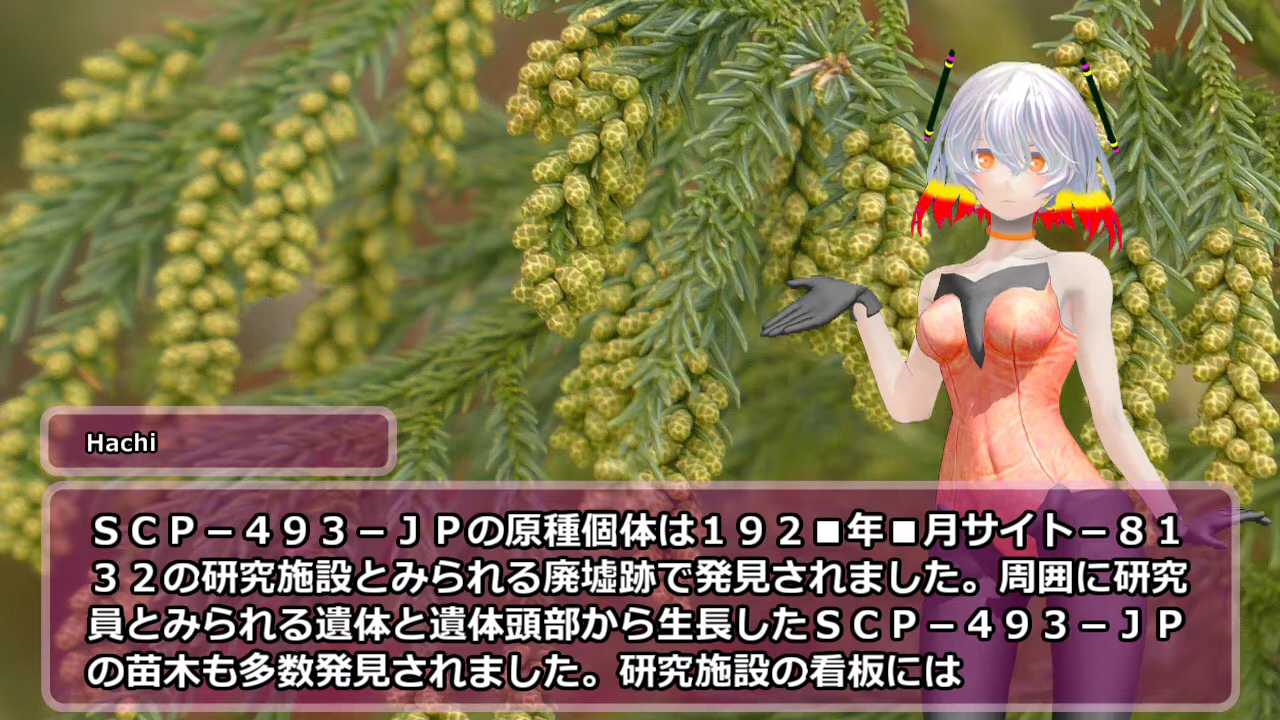 Hachi
ＳＣＰ－４９３－ＪＰの原種個体は１９２■年■月サイト－８１
３２の研究施設とみられる廃墟跡で発見されました。周囲に研究
員とみられる遺体と遺体頭部から生長したＳＣＰ－４９３－ＪＰ
の苗木も多数発見されました。研究施設の看板には